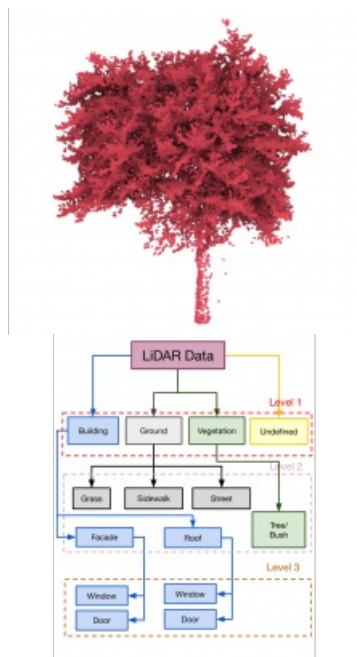 LiDAR Data
Level 1
Building Ground Vegetation Undefined
Level 2
Grass Sidewalk Street
Tree/
Bush
Facade Roof
Level 3
Window Window
Door Door